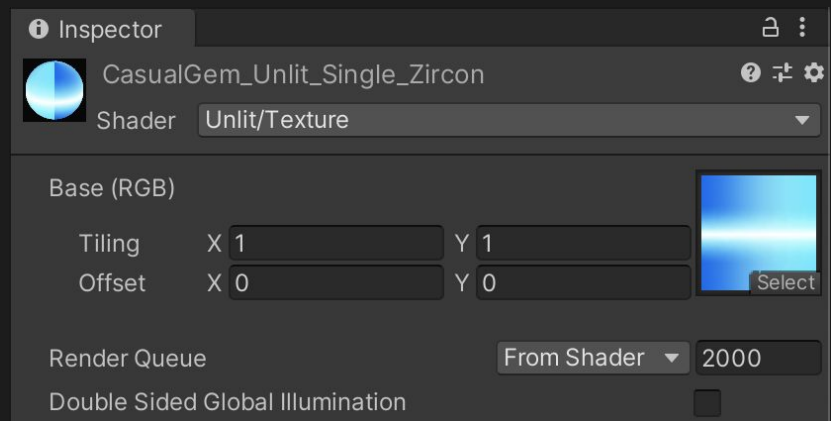 Inspector
CasualGem_Unlit_Single_Zircon
Shader Unlit/Texture
Base (RGB)
Tiling X 1 Y 1
Offset X 0 Y 0
Select
Render Queue From Shader 2000
Double Sided Global Illumination